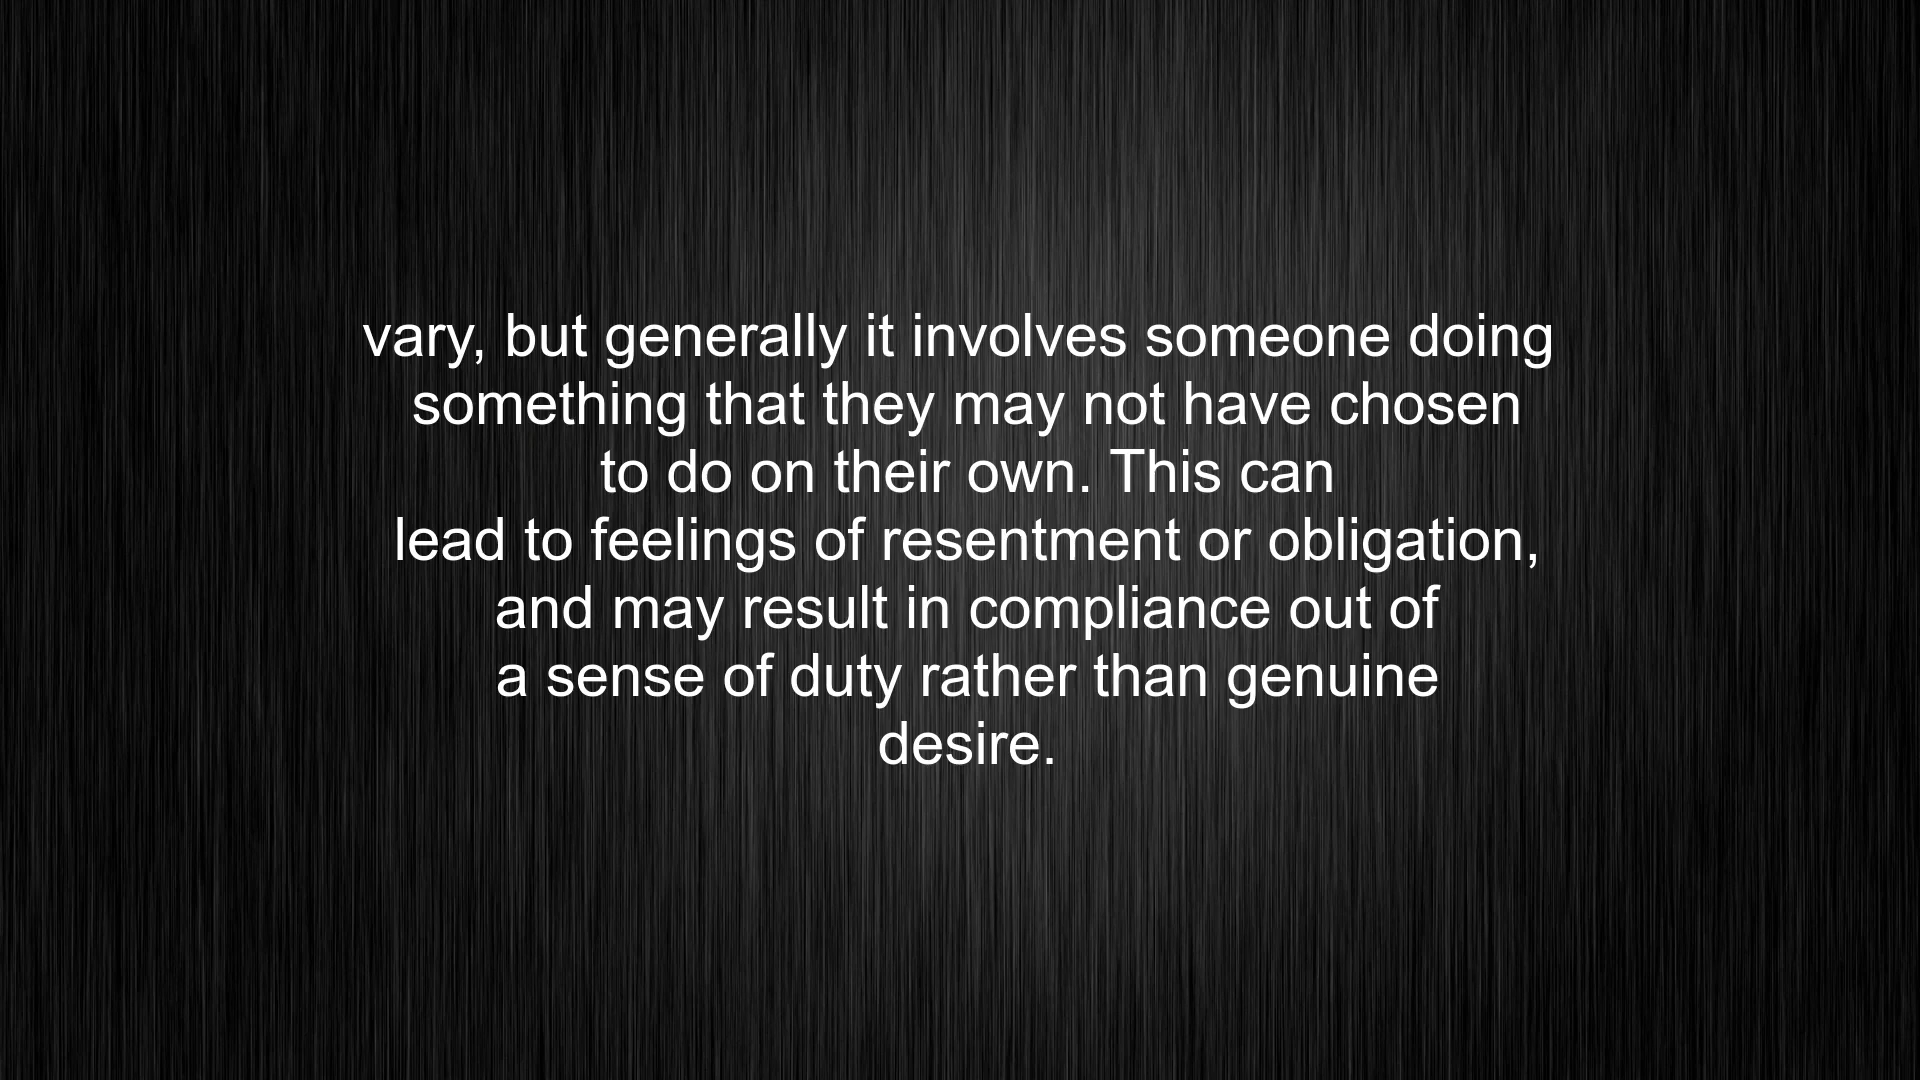 vary, but generally it involves someone doing
something that they may not have chosen
to do on their own. This can
lead to feelings of resentment or obligation,
and may result in compliance out of
a sense of duty rather than genuine
desire.